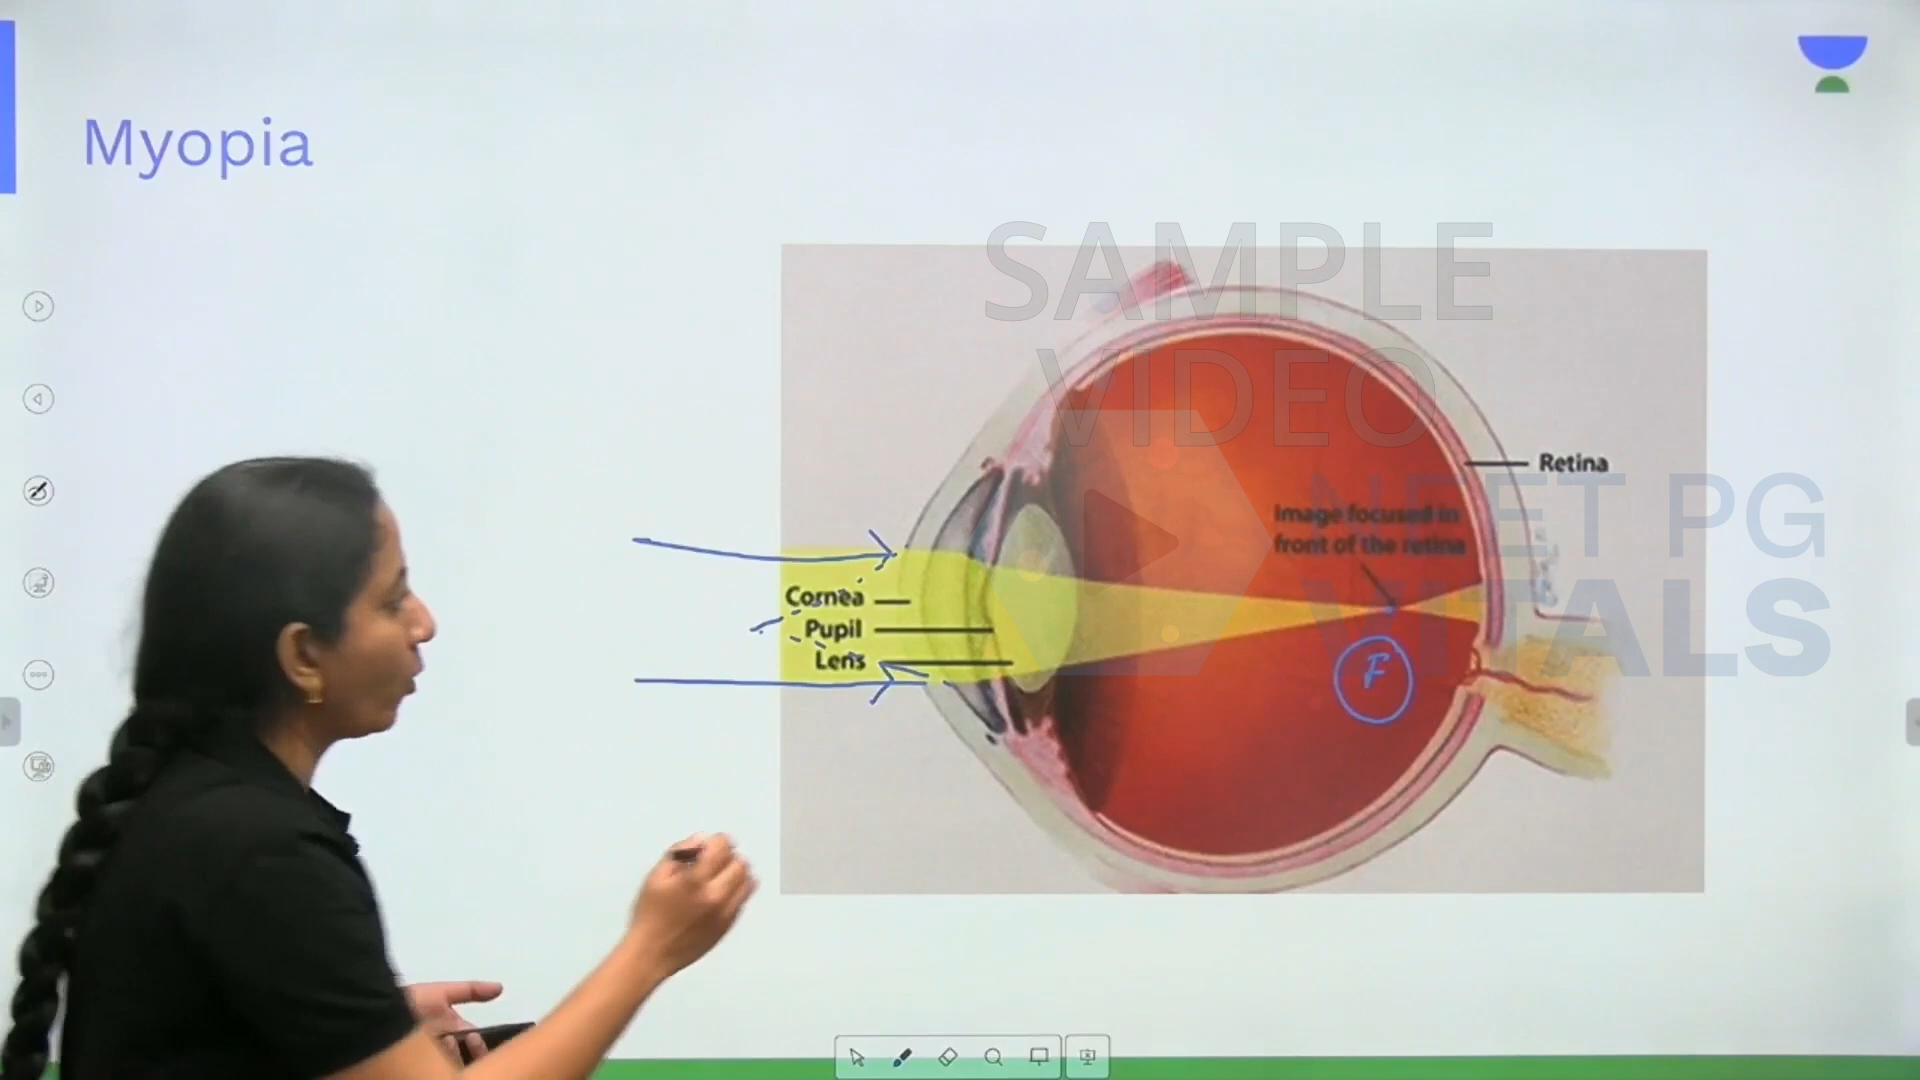 Myopia
SAMPLE
VIDEO
Retina
Image focused in
front of the retina
NEET PG
VITALS
Cornea
Pupil
Lens
F